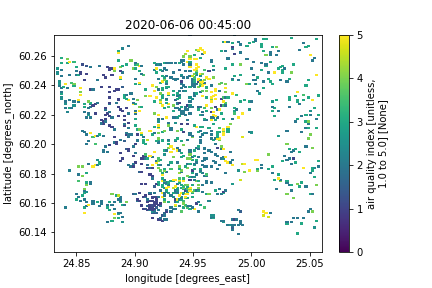 2020-06-06 00:45:00
60.26
60.24
60.22
60.20
60.18
60.16
60.14
latitude [degrees_north]
24.85 24.90 24.95 25.00 25.05
longitude [degrees_east]
5
4
3
2
1
0
air quality index [unitless,
1.0 to 5.0] [None]